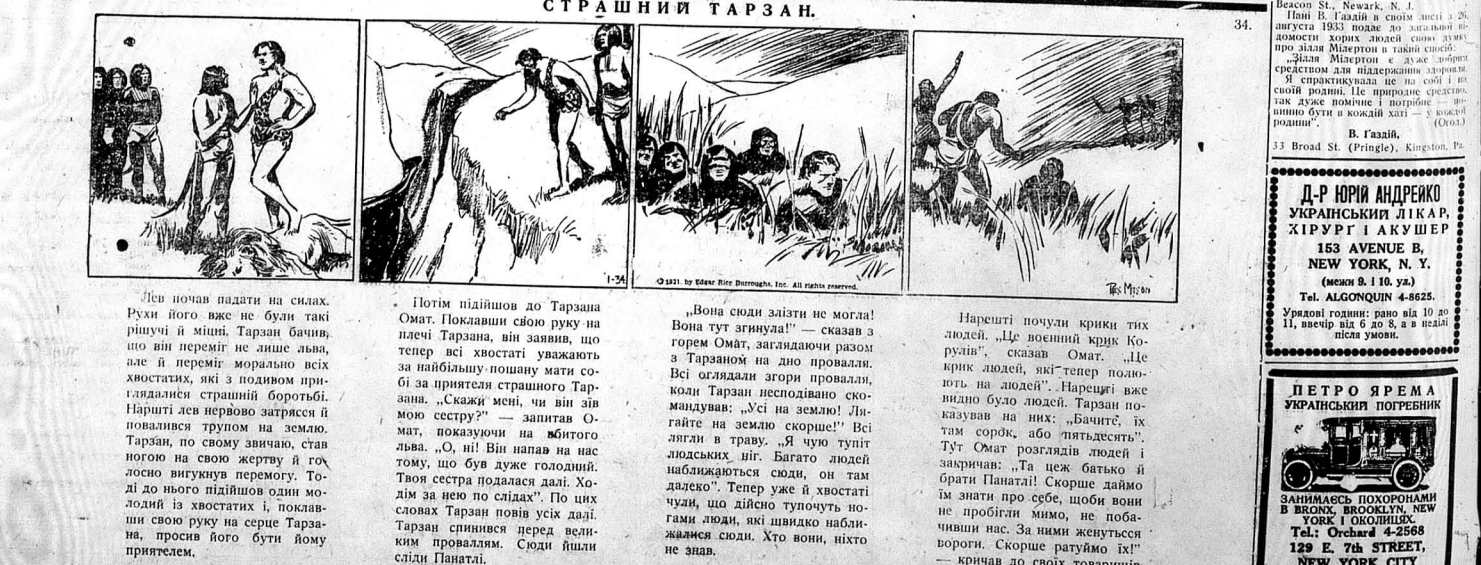 СТРАШНИЙ ТАРЗАН.
34.
1-34
© 1931, by Edgar Rice Burroughs, Inc. All rights reserved.
Лев почав падати на силах.
Рухи його вже не були такі
рішучі й міцні. Тарзан бачив,
що він переміг не лише льва,
але й переміг морально всіх
хвостатих, які з подивом при-
глядалися страшній боротьбі.
Наршті лев нервово затрясся й
повалився трупом на землю.
Тарзан, по свому звичаю, став
ногою на свою жертву й го-
лосно вигукнув перемогу. То-
ді до нього підійшов один мо-
лодий із хвостатих і, поклав-
ши свою руку на серце Тарза-
на, просив його бути йому
приятелем.
Потім підійшов до Тарзана
Омат. Поклавши свою руку на
плечі Тарзана, він заявив, що
тепер всі хвостаті уважають
за найбільшу пошану мати со-
бі за приятеля страшного Тар-
зана. „Скажи мені, чи він зїв
мою сестру?" — запитав О-
мат, показуючи на вбитого
льва. „О, ні! Він напав на нас
тому, що був дуже голодний.
Твоя сестра подалася далі. Хо-
дім за нею по слідах". По цих
словах Тарзан повів усіх далі.
Тарзан спинився перед вели-
ким проваллям. Сюди йшли
сліди Панатлі.
„Вона сюди злізти не могла!
Вона тут згинула!" — сказав з
горем Омат, заглядаючи разом
з Тарзаном на дно провалля.
Всі оглядали згори провалля,
коли Тарзан несподівано ско-
мандував: „Усі на землю! Ля-
гайте на землю скорше!" Всі
лягли в траву. „Я чую тупіт
людських ніг. Багато людей
наближаються сюди, он там
далеко". Тепер уже й хвостаті
чули, що дійсно тупочуть но-
гами люди, які швидко набли-
жалися сюди. Хто вони, ніхто
не знав.
Нарешті почули крики тих
людей. „Це воєнний крик Ко-
рулів", сказав Омат. „Це
крик людей, які тепер полю-
ють на людей". Нарешті вже
видно було людей. Тарзан по-
казував на них: „Бачите, їх
там сорок, або пятьдесять".
Тут Омат розглядів людей і
закричав: „Та цеж батько й
брати Панатлі! Скорше даймо
їм знати про себе, щоби вони
не пробігли мимо, не поба-
чивши нас. За ними женуться
вороги. Скорше ратуймо їх!"
— кричав до своїх товаришів
Beacon St., Newark, N. J.
Пані В. Ґаздій в своїм листі з 26.
августа 1933 подає до загальної ві-
домости хорих людей свою думку
про зілля Мілєртон в такий спосіб:
„Зілля Мілєртон є дуже добрим
средством для піддержання здоровля.
Я спрактикувала це на собі і на
своїй родині. Це природне средство,
так дуже помічне і потрібне — по-
винно бути в кождій хаті — у кождої
родини". (Огол.)
В. Ґаздій,
33 Broad St. (Pringle), Kingston, Pa.
Д-Р ЮРІЙ АНДРЕЙКО
УКРАЇНСЬКИЙ ЛІКАР,
ХІРУРҐ І АКУШЕР
153 AVENUE B,
NEW YORK, N. Y.
(межи 9. і 10. ул.)
Tel. ALGONQUIN 4-8625.
Урядові години: рано від 10 до
11, ввечір від 6 до 8, а в неділі
після умови.
ПЕТРО ЯРЕМА
УКРАЇНСЬКИЙ ПОГРЕБНИК
ЗАНИМАЄСЬ ПОХОРОНАМИ
В BRONX, BROOKLYN, NEW
YORK І ОКОЛИЦЯХ.
Tel.: Orchard 4-2568
129 E. 7th STREET,
NEW YORK CITY.